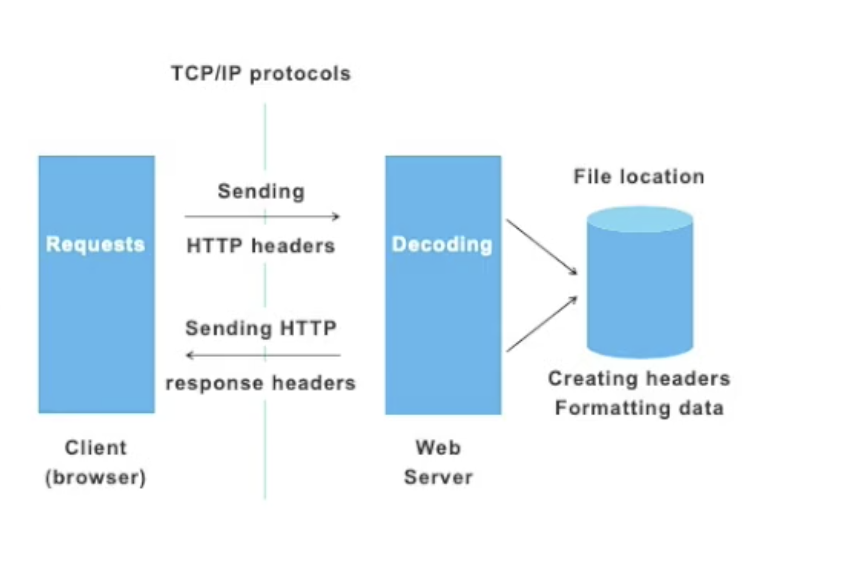 TCP/IP protocols
Sending
HTTP headers
Requests
Decoding
File location
Sending HTTP
response headers
Creating headers
Formatting data
Client
(browser)
Web
Server